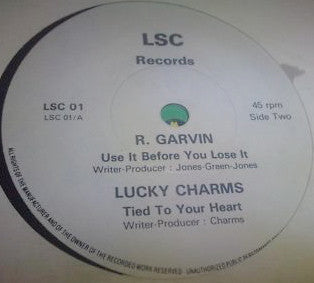 LSC
Records
LSC 01
LSC 01/A
45 rpm
Side Two
R. GARVIN
Use It Before You Lose It
Writer-Producer : Jones-Green-Jones
LUCKY CHARMS
Tied To Your Heart
Writer-Producer : Charms
ALL RIGHTS OF THE MANUFACTURER AND OF THE OWNER OF THE RECORDED WORK RESERVED · UNAUTHORIZED PUBLIC